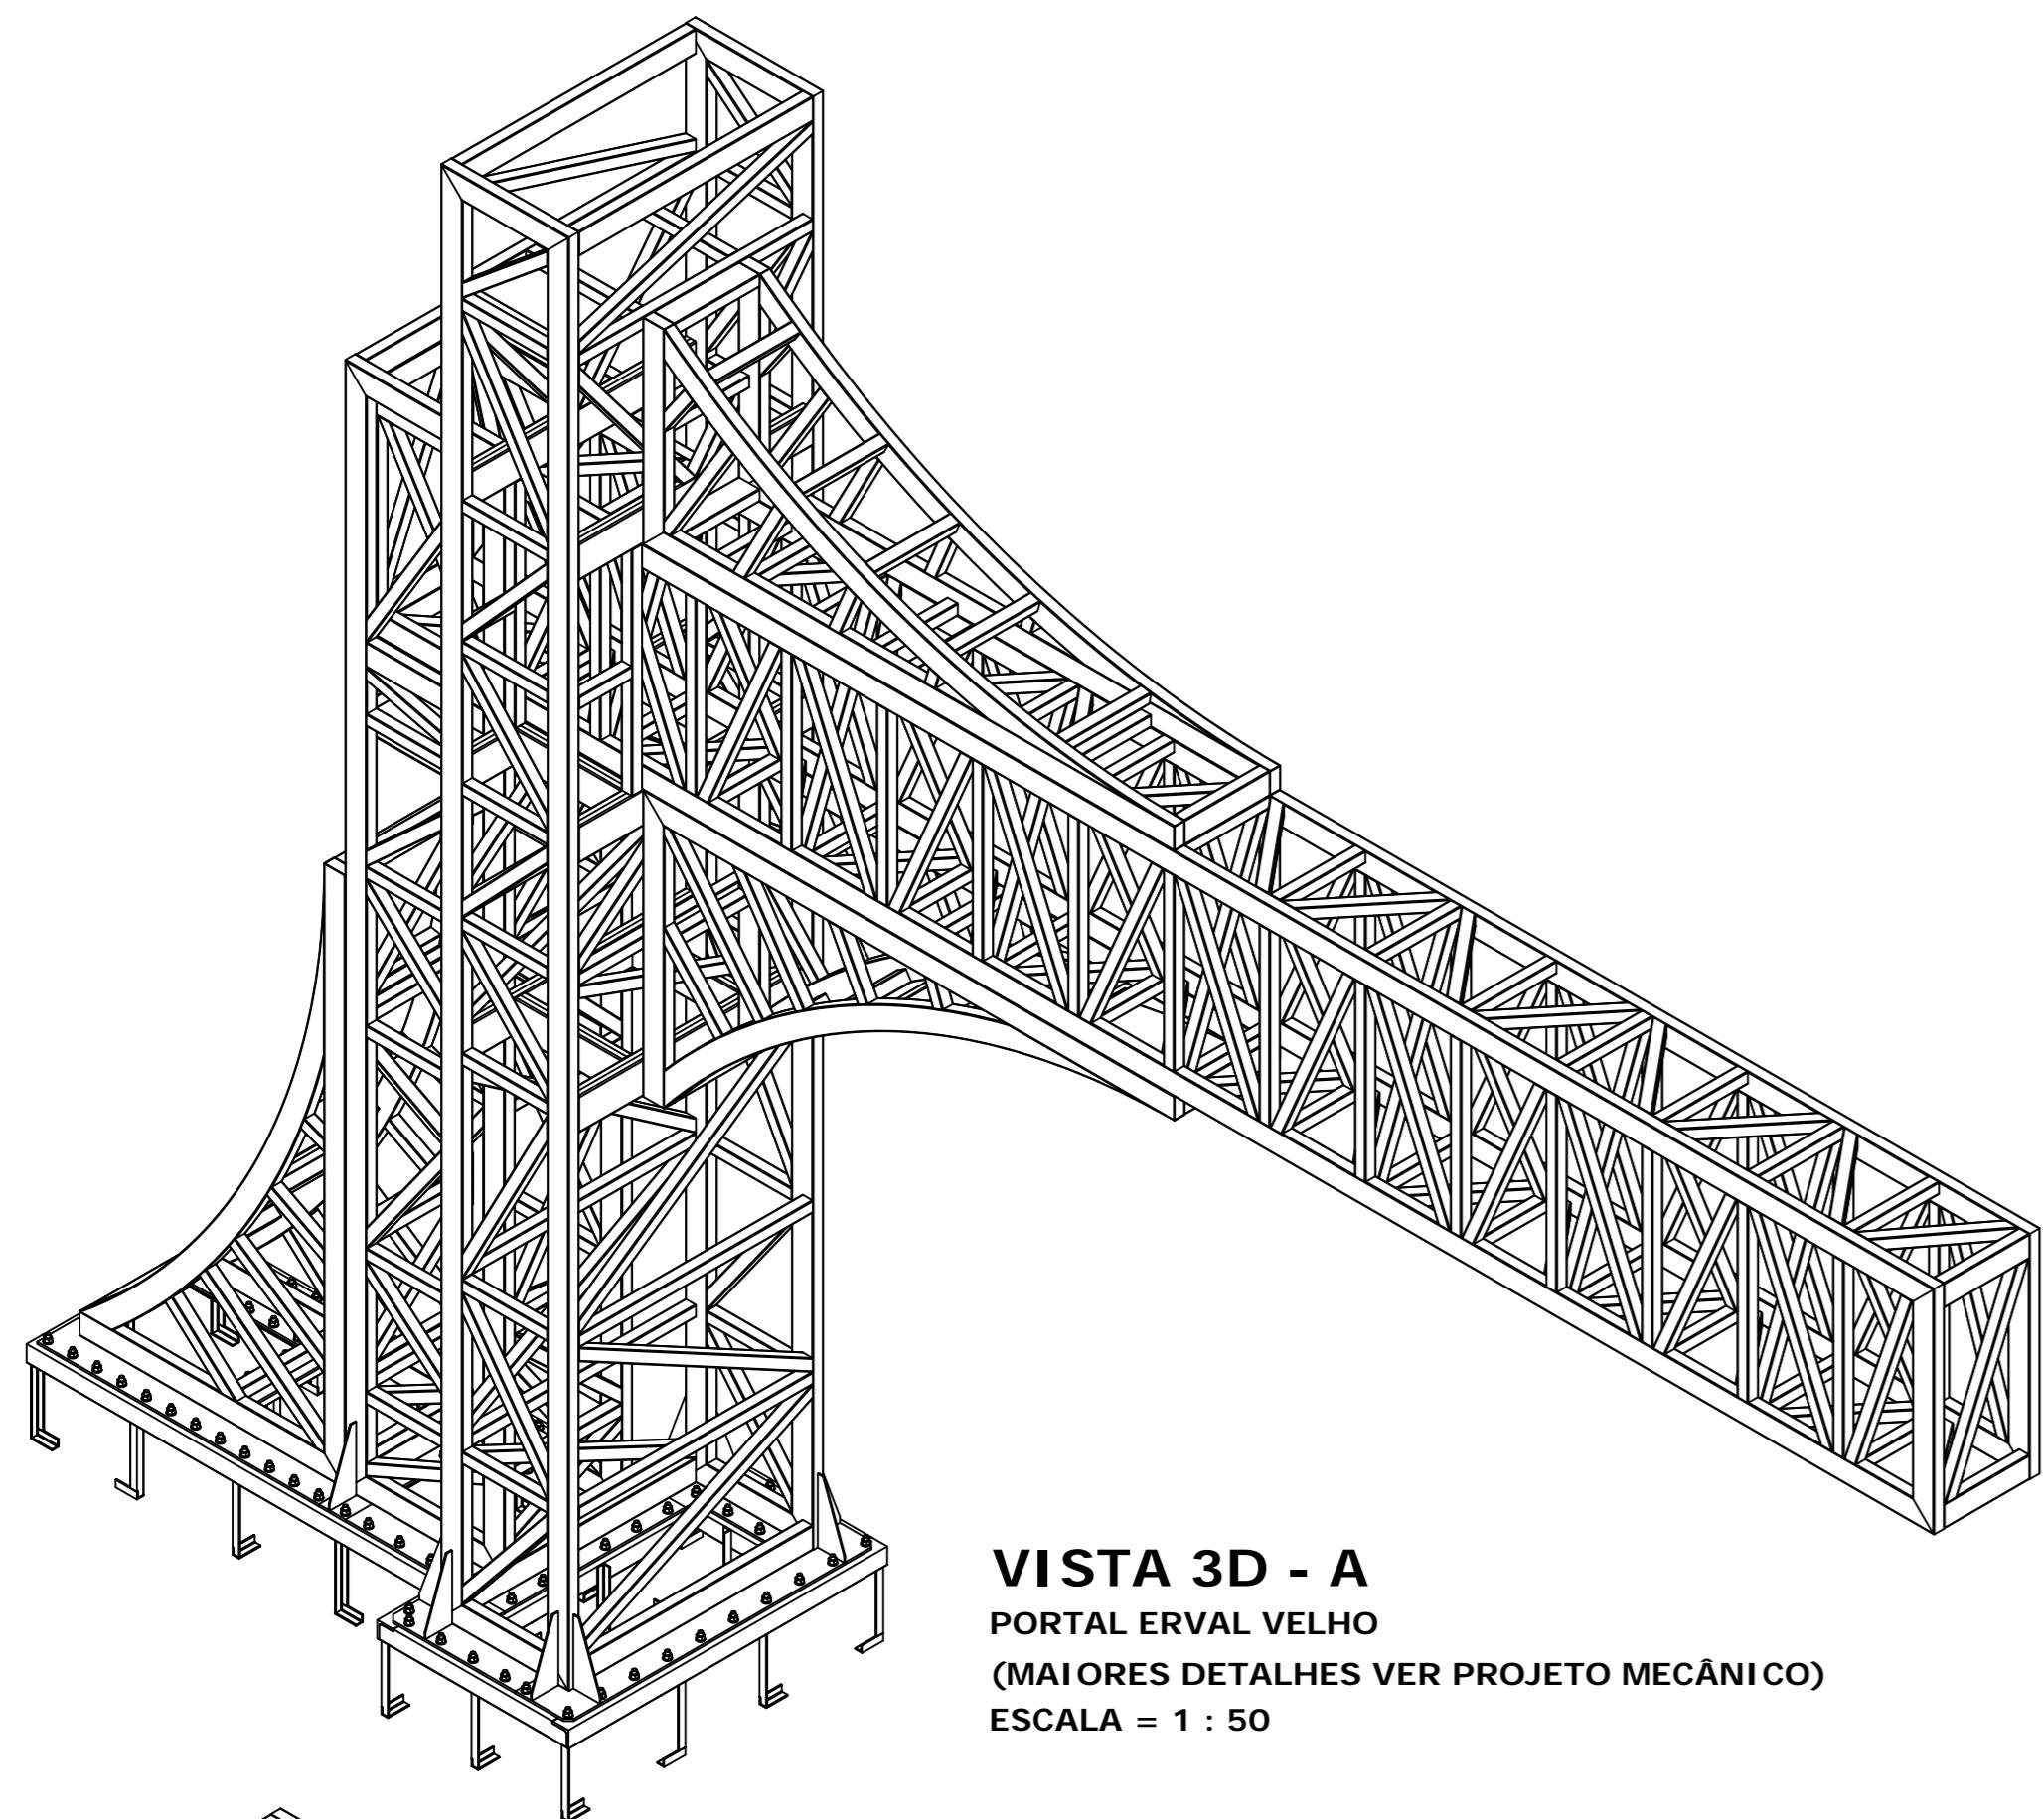 VISTA 3D - A
PORTAL ERVAL VELHO
(MAIORES DETALHES VER PROJETO MECÂNICO)
ESCALA = 1 : 50